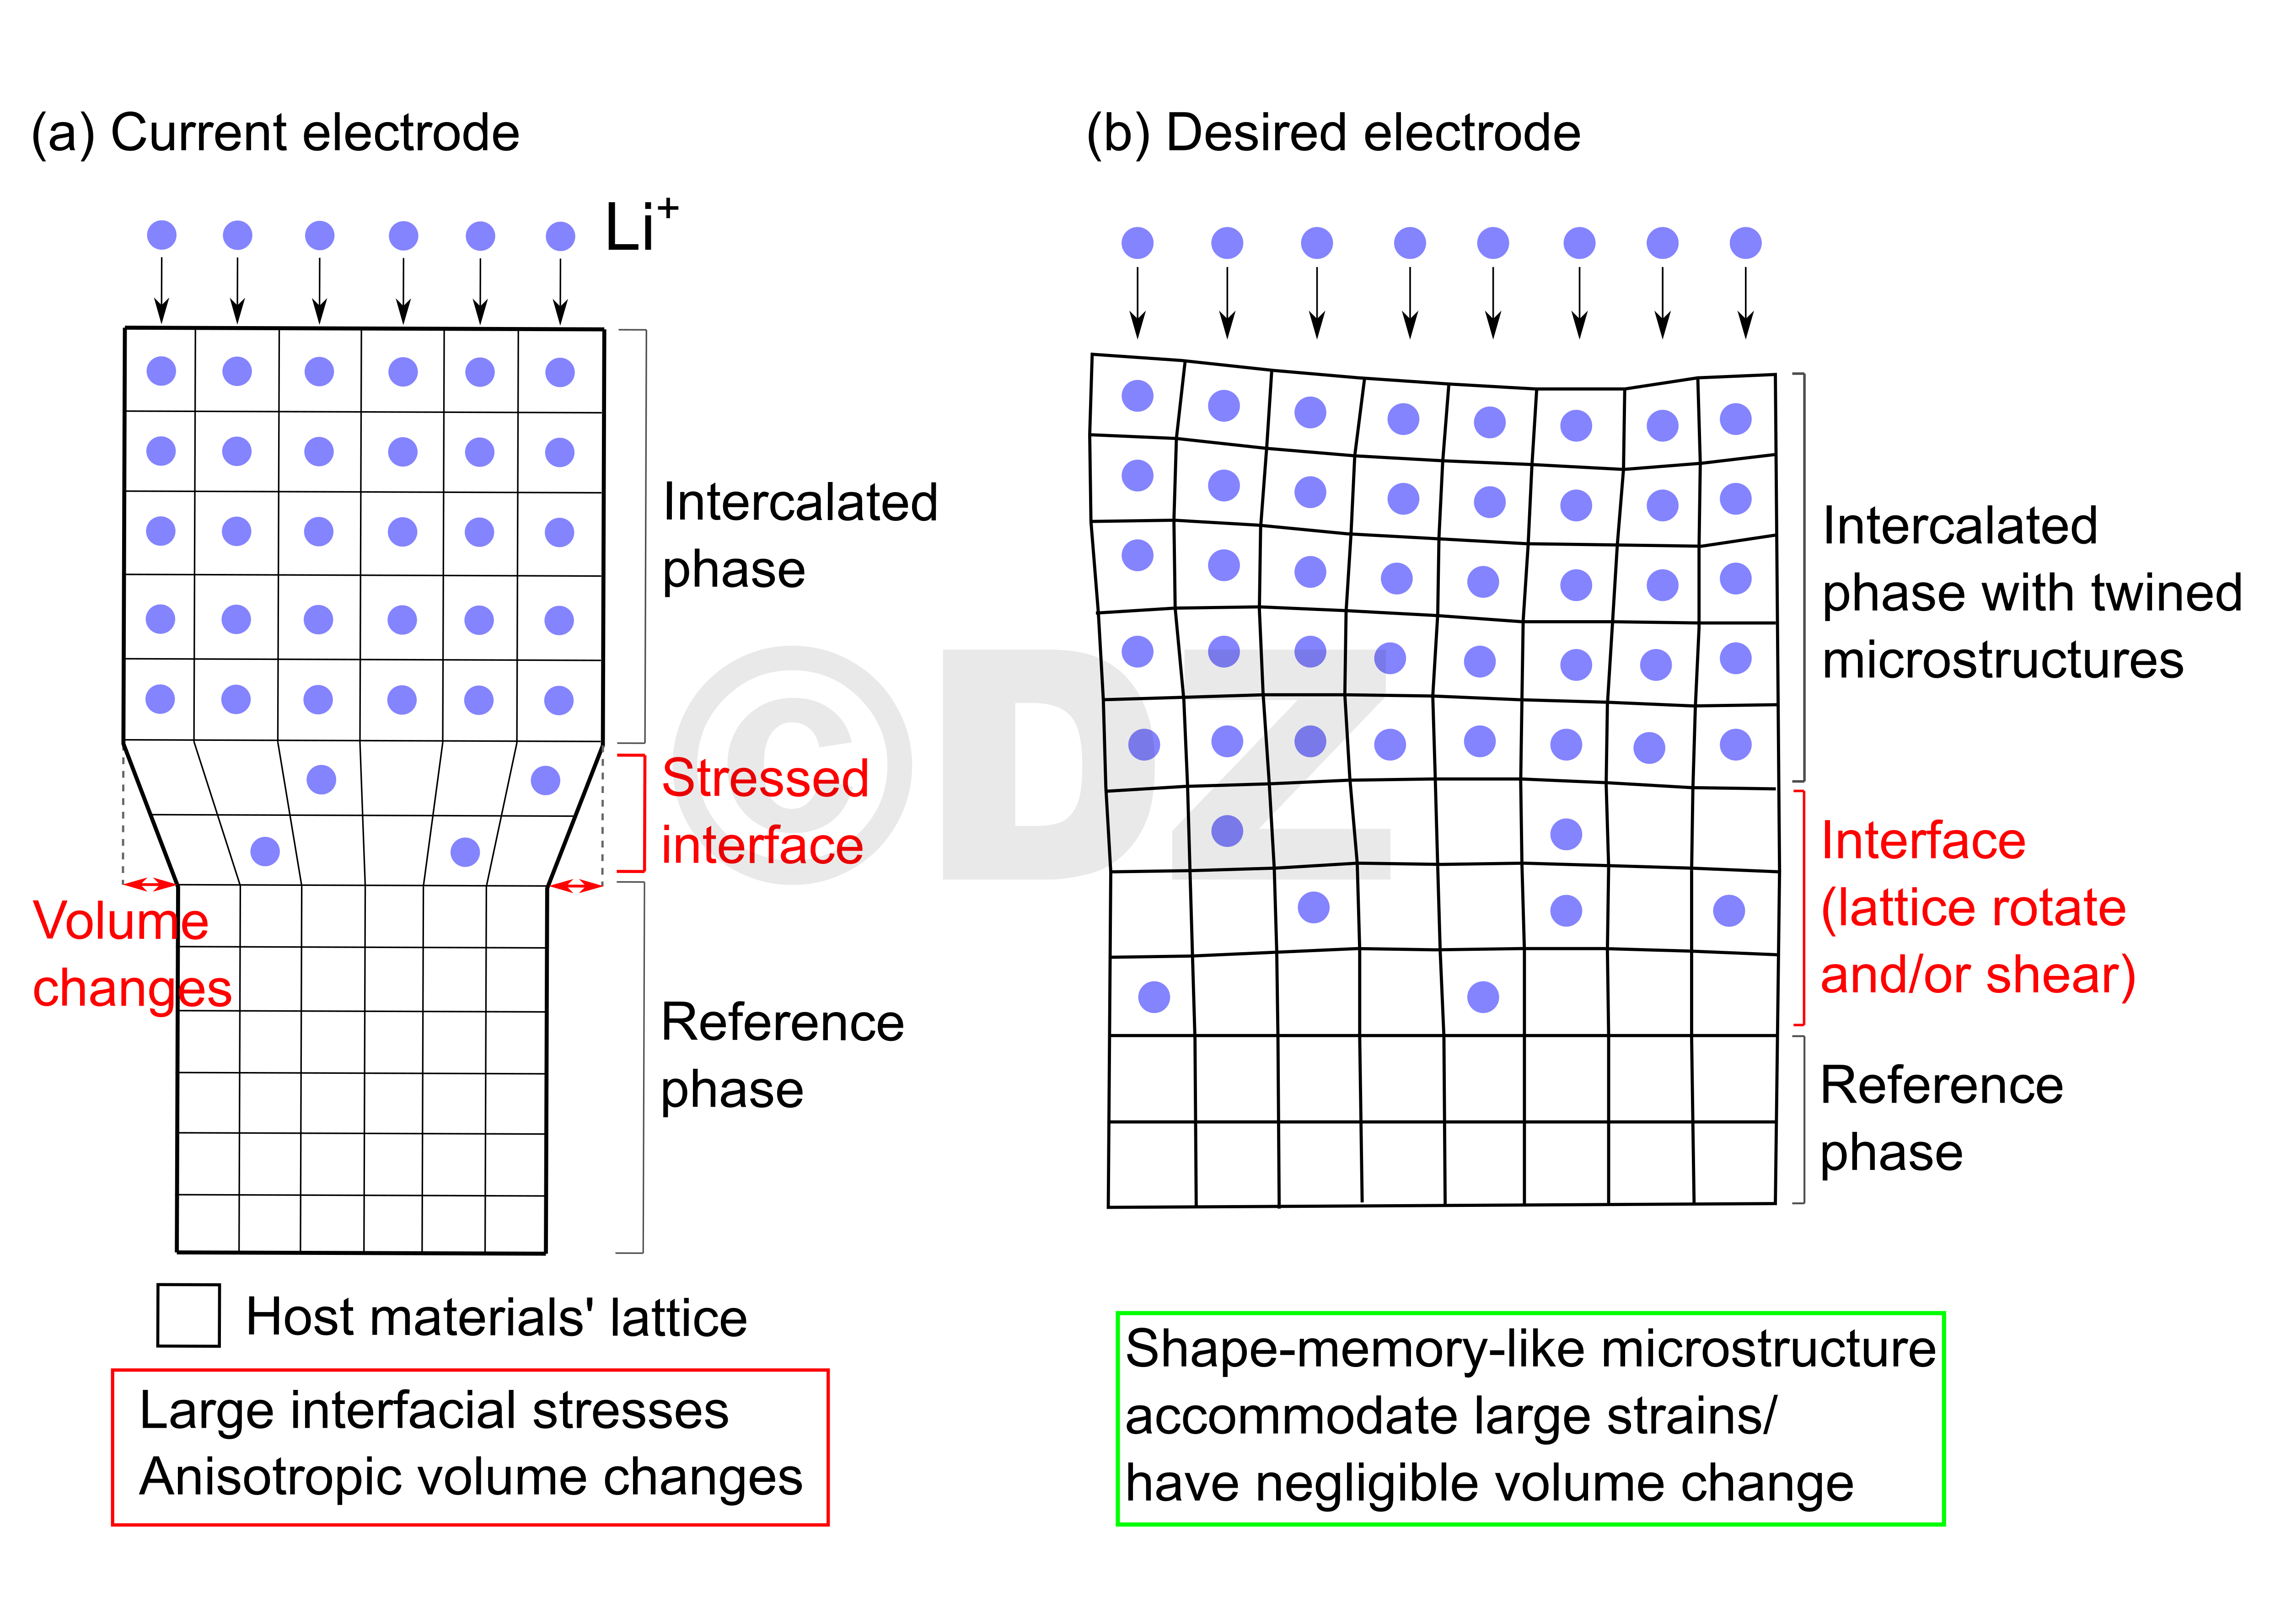 (a) Current electrode
Li+
Intercalated
phase
Stressed
interface
Volume
changes
Reference
phase
Host materials' lattice
Large interfacial stresses
Anisotropic volume changes
(b) Desired electrode
Intercalated
phase with twined
microstructures
Interface
(lattice rotate
and/or shear)
Reference
phase
Shape-memory-like microstructure
accommodate large strains/
have negligible volume change
©DZ